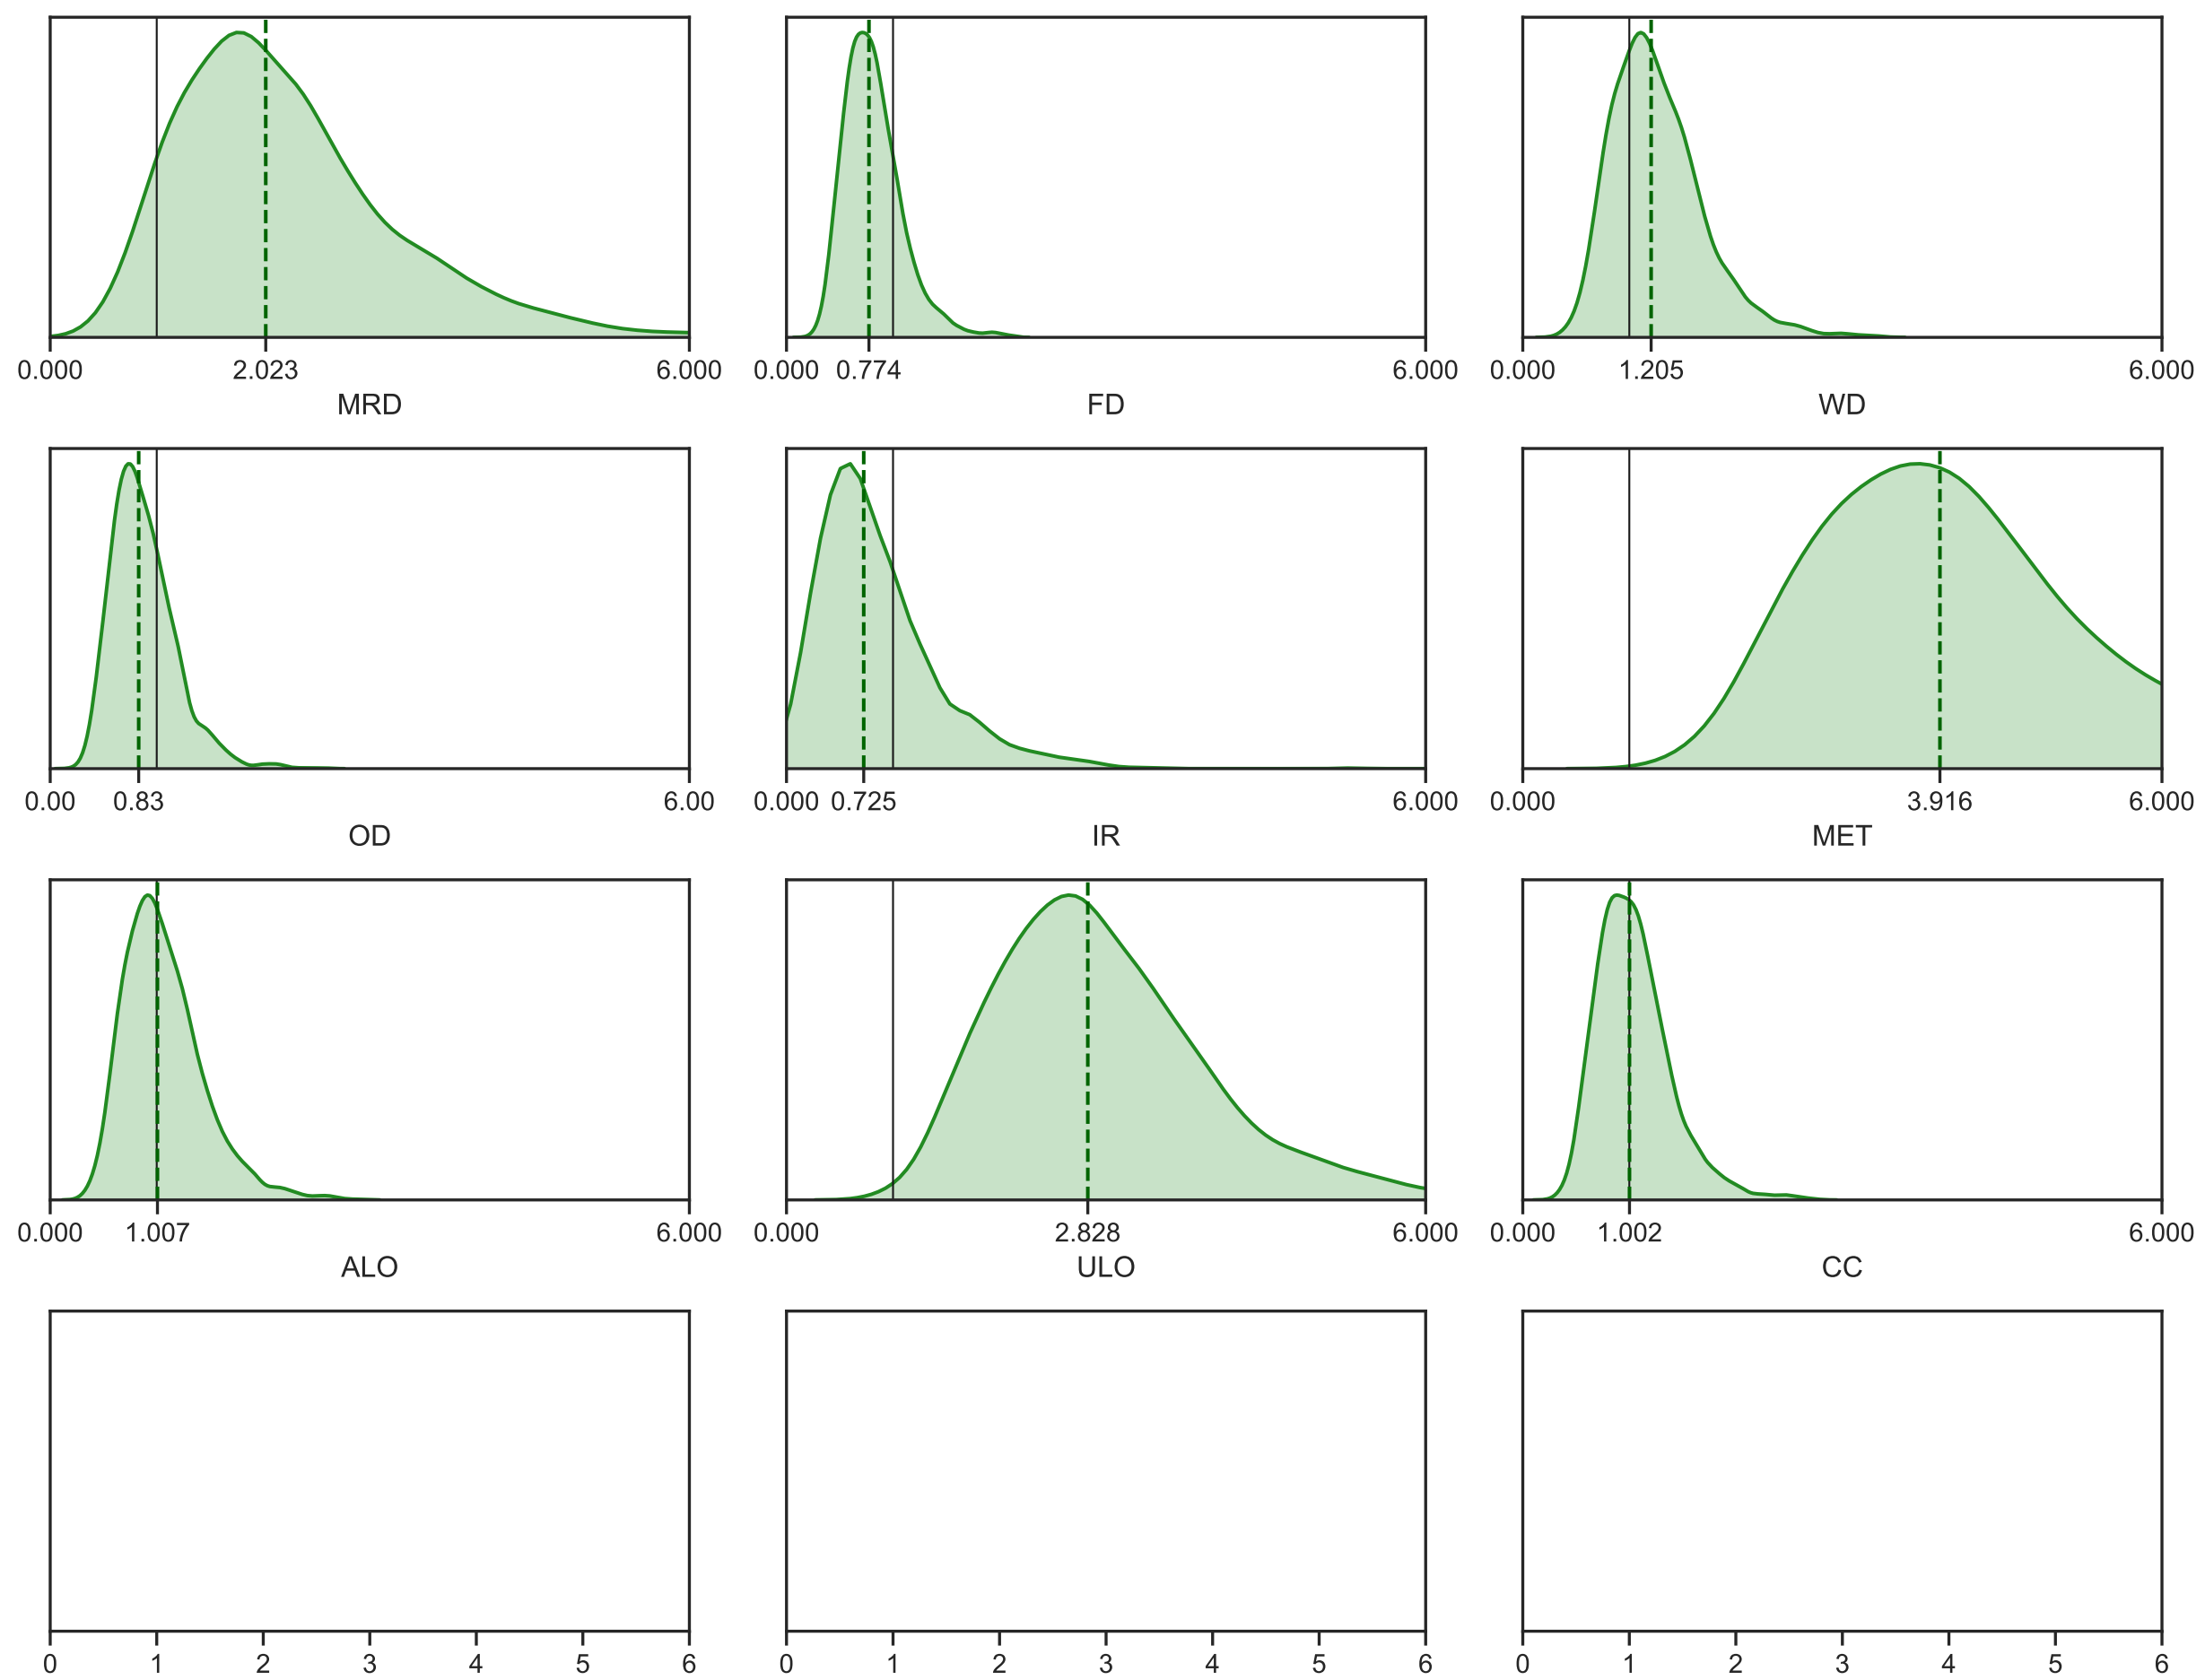 0.000 2.023 6.000 0.000 0.774 6.000 0.000 1.205 6.000
MRD FD WD
0.00 0.83 6.00 0.000 0.725 6.000 0.000 3.916 6.000
OD IR MET
0.000 1.007 6.000 0.000 2.828 6.000 0.000 1.002 6.000
ALO ULO CC
0 1 2 3 4 5 6 0 1 2 3 4 5 6 0 1 2 3 4 5 6